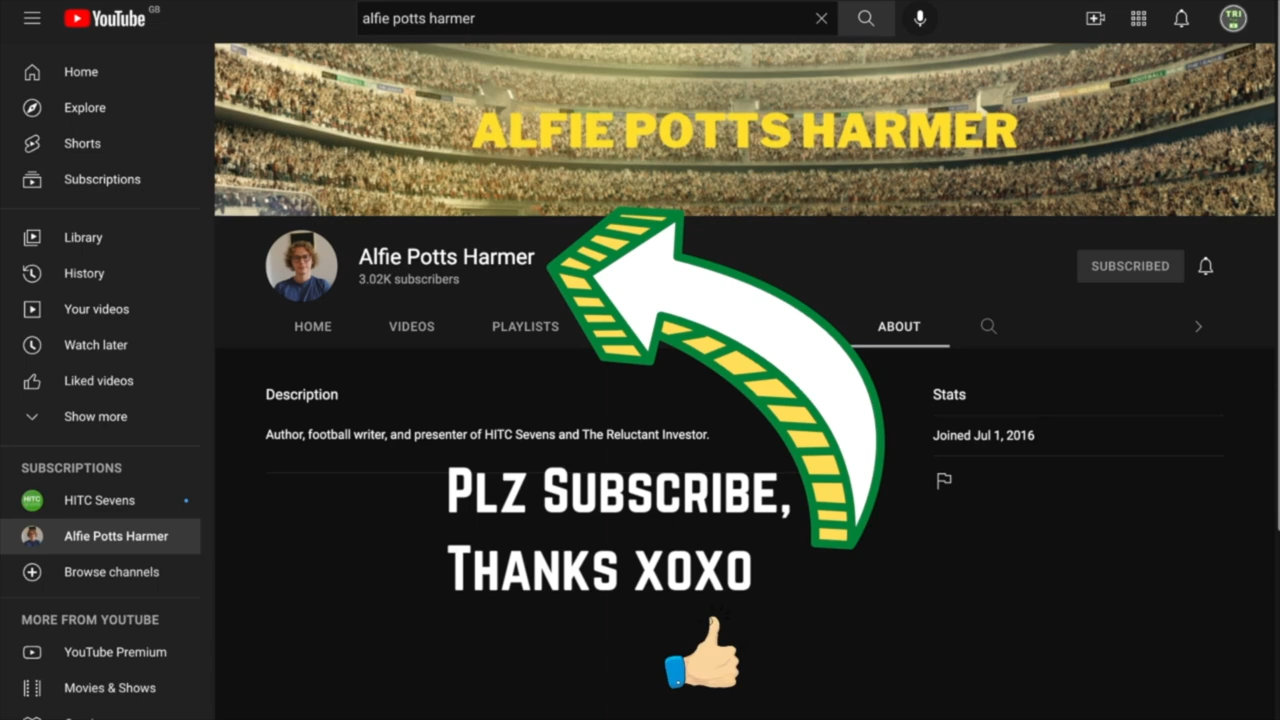 YouTube GB
alfie potts harmer
TRI
Home
Explore
Shorts
Subscriptions
Library
History
Your videos
Watch later
Liked videos
Show more
SUBSCRIPTIONS
HITC
HITC Sevens
Alfie Potts Harmer
Browse channels
MORE FROM YOUTUBE
YouTube Premium
Movies & Shows
ALFIE POTTS HARMER
Alfie Potts Harmer
3.02K subscribers
SUBSCRIBED
HOME VIDEOS PLAYLISTS ABOUT
Description
Author, football writer, and presenter of HITC Sevens and The Reluctant Investor.
Stats
Joined Jul 1, 2016
PLZ SUBSCRIBE,
THANKS XOXO